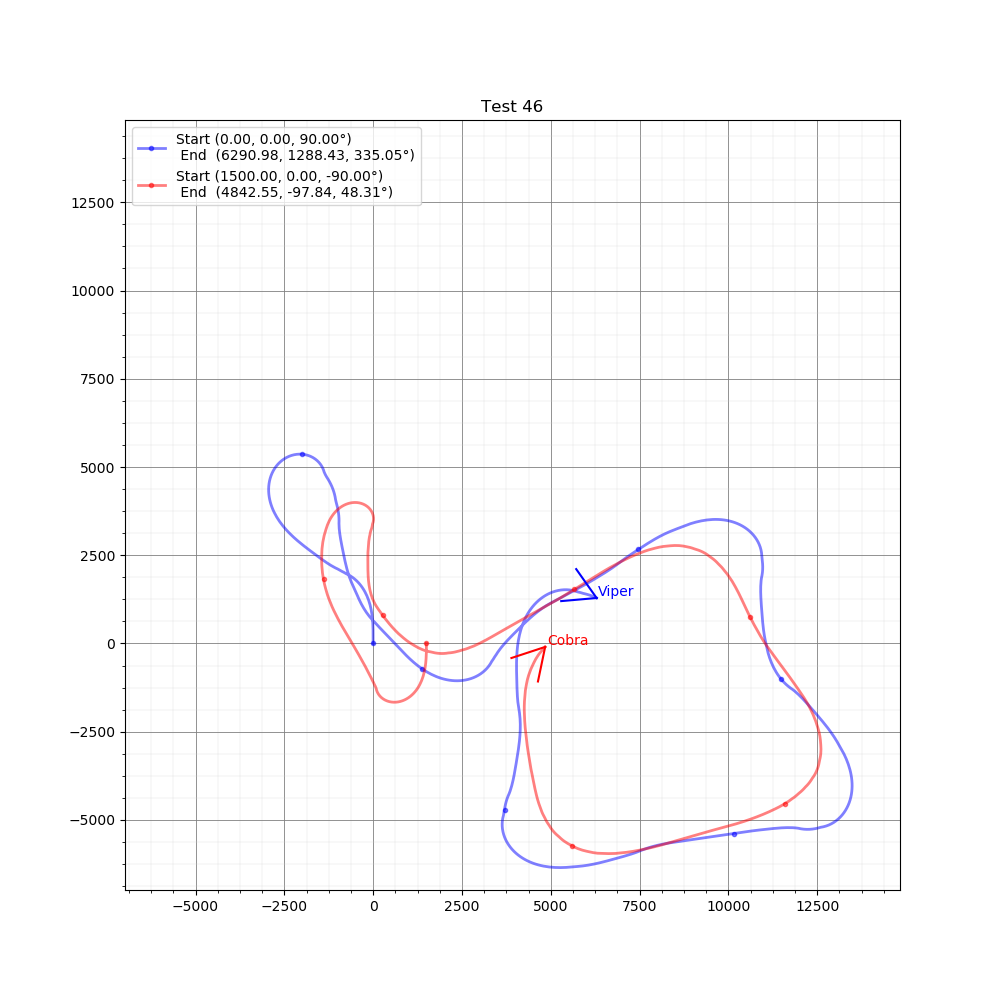 Test 46
Start (0.00, 0.00, 90.00°)
End (6290.98, 1288.43, 335.05°)
Start (1500.00, 0.00, -90.00°)
End (4842.55, -97.84, 48.31°)
12500
10000
7500
5000
2500
0
−2500
−5000
Viper
Cobra
−5000 −2500 0 2500 5000 7500 10000 12500